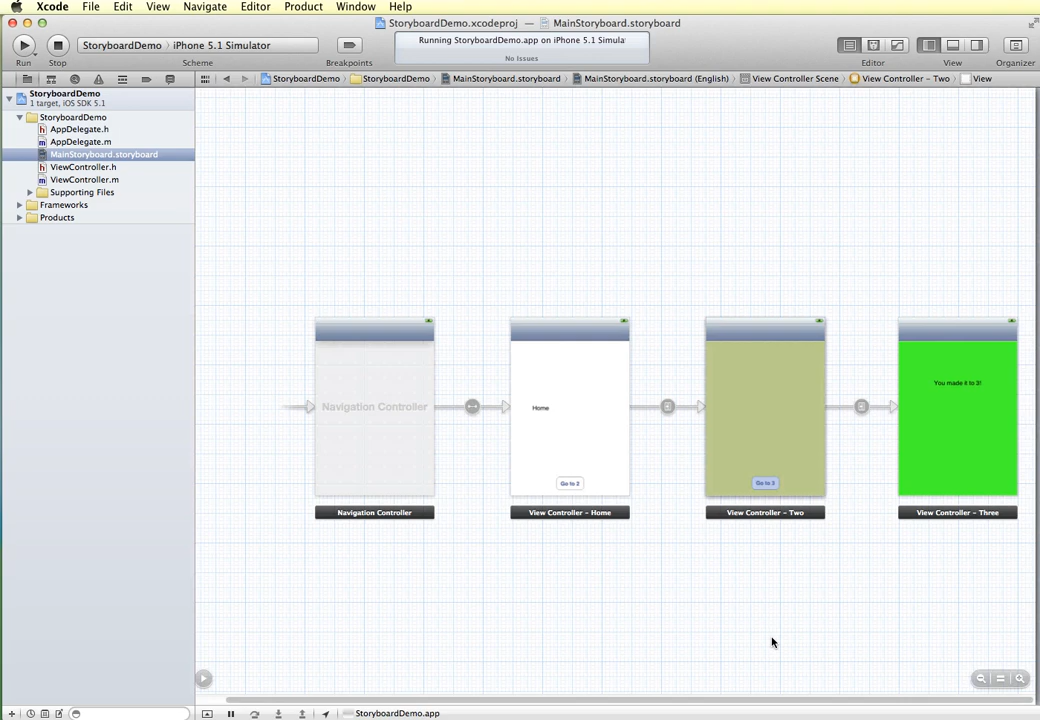 Xcode File Edit View Navigate Editor Product Window Help
StoryboardDemo.xcodeproj — MainStoryboard.storyboard
StoryboardDemo iPhone 5.1 Simulator
Running StoryboardDemo.app on iPhone 5.1 Simula
No Issues
Run Stop Scheme Breakpoints Editor View Organizer
StoryboardDemo StoryboardDemo MainStoryboard.storyboard MainStoryboard.storyboard (English) View Controller Scene View Controller - Two View
StoryboardDemo
1 target, iOS SDK 5.1
StoryboardDemo
h AppDelegate.h
m AppDelegate.m
MainStoryboard.storyboard
h ViewController.h
m ViewController.m
Supporting Files
Frameworks
Products
Navigation Controller
Home
Go to 2
Go to 3
You made it to 3!
Navigation Controller
View Controller - Home
View Controller - Two
View Controller - Three
StoryboardDemo.app